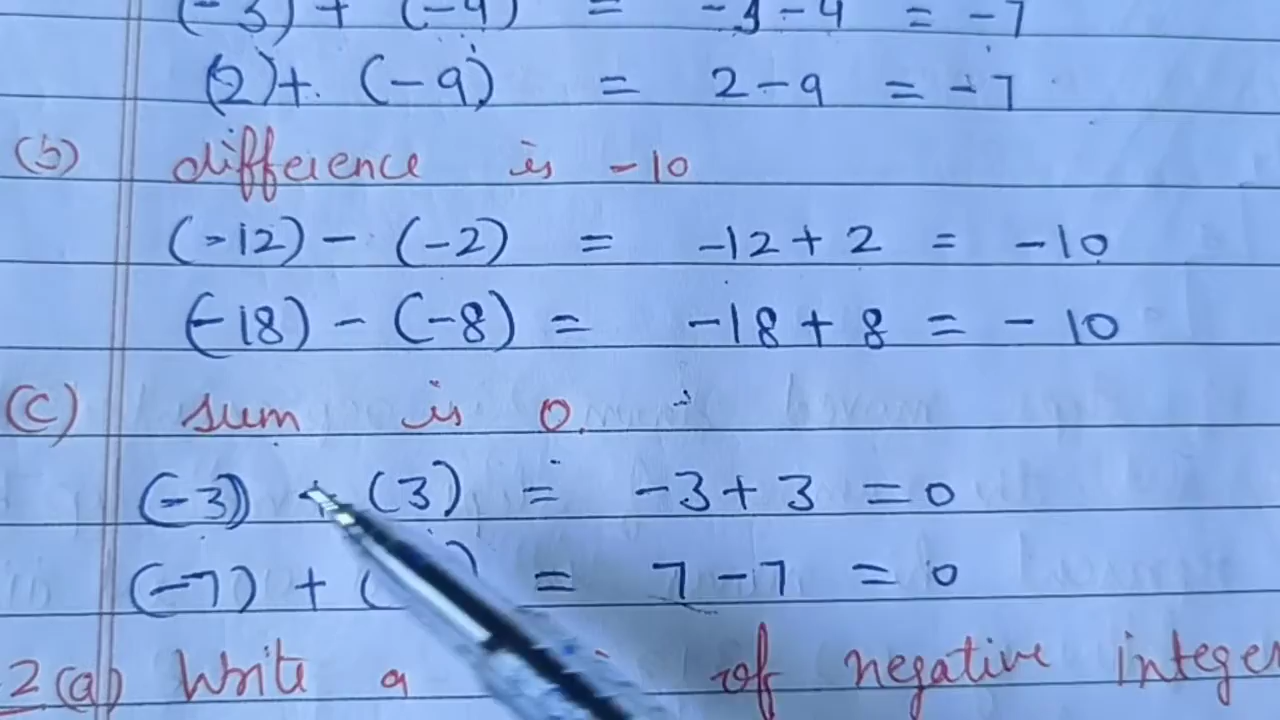 (-3) + (-4) = -3-4 = -7
(2)+ (-9) = 2-9 = -7
(b) difference is -10
(-12) - (-2) = -12+2 = -10
(-18) - (-8) = -18+8 = -10
(c) sum is 0.
(-3) + (3) = -3+3 =0
(-7) + ( ) = 7-7 =0
2(a) Write a of negative integer